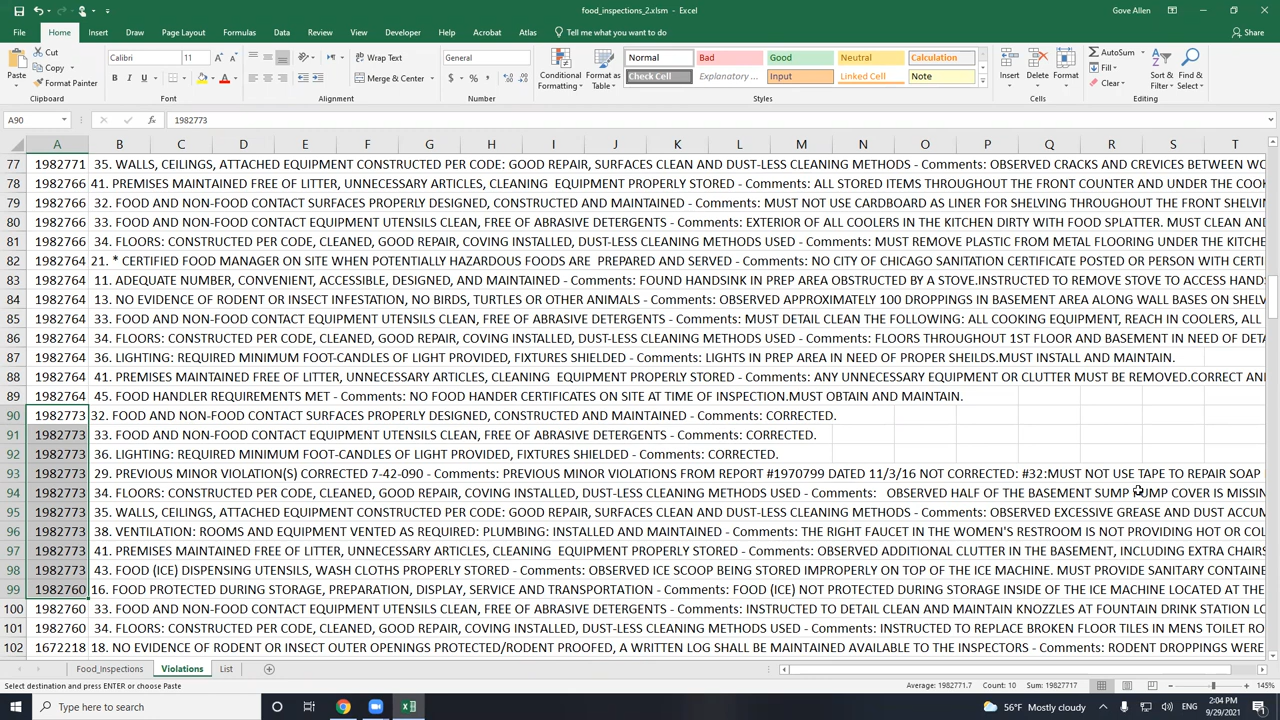 food_inspections_2.xlsm - Excel
Gove Allen
File Home Insert Draw Page Layout Formulas Data Review View Developer Help Acrobat Atlas Tell me what you want to do Share
Paste
Cut
Copy
Format Painter
Clipboard
Calibri 11
B I U
Font
Wrap Text
Merge & Center
Alignment
General
$ % ,
Number
Conditional Formatting
Format as Table
Normal Bad Good Neutral Calculation
Check Cell Explanatory ... Input Linked Cell Note
Styles
Insert Delete Format
Cells
AutoSum
Fill
Clear
Sort & Filter
Find & Select
Editing
A90 fx 1982773
A B C D E F G H I J K L M N O P Q R S T
77 1982771 35. WALLS, CEILINGS, ATTACHED EQUIPMENT CONSTRUCTED PER CODE: GOOD REPAIR, SURFACES CLEAN AND DUST-LESS CLEANING METHODS - Comments: OBSERVED CRACKS AND CREVICES BETWEEN WO
78 1982766 41. PREMISES MAINTAINED FREE OF LITTER, UNNECESSARY ARTICLES, CLEANING  EQUIPMENT PROPERLY STORED - Comments: ALL STORED ITEMS THROUGHOUT THE FRONT COUNTER AND UNDER THE COOK
79 1982766 32. FOOD AND NON-FOOD CONTACT SURFACES PROPERLY DESIGNED, CONSTRUCTED AND MAINTAINED - Comments: MUST NOT USE CARDBOARD AS LINER FOR SHELVING THROUGHOUT THE FRONT SHELVIN
80 1982766 33. FOOD AND NON-FOOD CONTACT EQUIPMENT UTENSILS CLEAN, FREE OF ABRASIVE DETERGENTS - Comments: EXTERIOR OF ALL COOLERS IN THE KITCHEN DIRTY WITH FOOD SPLATTER. MUST CLEAN AND
81 1982766 34. FLOORS: CONSTRUCTED PER CODE, CLEANED, GOOD REPAIR, COVING INSTALLED, DUST-LESS CLEANING METHODS USED - Comments: MUST REMOVE PLASTIC FROM METAL FLOORING UNDER THE KITCHE
82 1982764 21. * CERTIFIED FOOD MANAGER ON SITE WHEN POTENTIALLY HAZARDOUS FOODS ARE  PREPARED AND SERVED - Comments: NO CITY OF CHICAGO SANITATION CERTIFICATE POSTED OR PERSON WITH CERTI
83 1982764 11. ADEQUATE NUMBER, CONVENIENT, ACCESSIBLE, DESIGNED, AND MAINTAINED - Comments: FOUND HANDSINK IN PREP AREA OBSTRUCTED BY A STOVE.INSTRUCTED TO REMOVE STOVE TO ACCESS HANDS
84 1982764 13. NO EVIDENCE OF RODENT OR INSECT INFESTATION, NO BIRDS, TURTLES OR OTHER ANIMALS - Comments: OBSERVED APPROXIMATELY 100 DROPPINGS IN BASEMENT AREA ALONG WALL BASES ON SHELV
85 1982764 33. FOOD AND NON-FOOD CONTACT EQUIPMENT UTENSILS CLEAN, FREE OF ABRASIVE DETERGENTS - Comments: MUST DETAIL CLEAN THE FOLLOWING: ALL COOKING EQUIPMENT, REACH IN COOLERS, ALL
86 1982764 34. FLOORS: CONSTRUCTED PER CODE, CLEANED, GOOD REPAIR, COVING INSTALLED, DUST-LESS CLEANING METHODS USED - Comments: FLOORS THROUGHOUT 1ST FLOOR AND BASEMENT IN NEED OF DETA
87 1982764 36. LIGHTING: REQUIRED MINIMUM FOOT-CANDLES OF LIGHT PROVIDED, FIXTURES SHIELDED - Comments: LIGHTS IN PREP AREA IN NEED OF PROPER SHEILDS.MUST INSTALL AND MAINTAIN.
88 1982764 41. PREMISES MAINTAINED FREE OF LITTER, UNNECESSARY ARTICLES, CLEANING  EQUIPMENT PROPERLY STORED - Comments: ANY UNNECESSARY EQUIPMENT OR CLUTTER MUST BE REMOVED.CORRECT AN
89 1982764 45. FOOD HANDLER REQUIREMENTS MET - Comments: NO FOOD HANDER CERTIFICATES ON SITE AT TIME OF INSPECTION.MUST OBTAIN AND MAINTAIN.
90 1982773 32. FOOD AND NON-FOOD CONTACT SURFACES PROPERLY DESIGNED, CONSTRUCTED AND MAINTAINED - Comments: CORRECTED.
91 1982773 33. FOOD AND NON-FOOD CONTACT EQUIPMENT UTENSILS CLEAN, FREE OF ABRASIVE DETERGENTS - Comments: CORRECTED.
92 1982773 36. LIGHTING: REQUIRED MINIMUM FOOT-CANDLES OF LIGHT PROVIDED, FIXTURES SHIELDED - Comments: CORRECTED.
93 1982773 29. PREVIOUS MINOR VIOLATION(S) CORRECTED 7-42-090 - Comments: PREVIOUS MINOR VIOLATIONS FROM REPORT #1970799 DATED 11/3/16 NOT CORRECTED: #32:MUST NOT USE TAPE TO REPAIR SOAP
94 1982773 34. FLOORS: CONSTRUCTED PER CODE, CLEANED, GOOD REPAIR, COVING INSTALLED, DUST-LESS CLEANING METHODS USED - Comments:   OBSERVED HALF OF THE BASEMENT SUMP PUMP COVER IS MISSIN
95 1982773 35. WALLS, CEILINGS, ATTACHED EQUIPMENT CONSTRUCTED PER CODE: GOOD REPAIR, SURFACES CLEAN AND DUST-LESS CLEANING METHODS - Comments: OBSERVED EXCESSIVE GREASE AND DUST ACCUM
96 1982773 38. VENTILATION: ROOMS AND EQUIPMENT VENTED AS REQUIRED: PLUMBING: INSTALLED AND MAINTAINED - Comments: THE RIGHT FAUCET IN THE WOMEN'S RESTROOM IS NOT PROVIDING HOT OR COL
97 1982773 41. PREMISES MAINTAINED FREE OF LITTER, UNNECESSARY ARTICLES, CLEANING  EQUIPMENT PROPERLY STORED - Comments: OBSERVED ADDITIONAL CLUTTER IN THE BASEMENT, INCLUDING EXTRA CHAIRS
98 1982773 43. FOOD (ICE) DISPENSING UTENSILS, WASH CLOTHS PROPERLY STORED - Comments: OBSERVED ICE SCOOP BEING STORED IMPROPERLY ON TOP OF THE ICE MACHINE. MUST PROVIDE SANITARY CONTAINE
99 1982760 16. FOOD PROTECTED DURING STORAGE, PREPARATION, DISPLAY, SERVICE AND TRANSPORTATION - Comments: FOOD (ICE) NOT PROTECTED DURING STORAGE INSIDE OF THE ICE MACHINE LOCATED AT THE
100 1982760 33. FOOD AND NON-FOOD CONTACT EQUIPMENT UTENSILS CLEAN, FREE OF ABRASIVE DETERGENTS - Comments: INSTRUCTED TO DETAIL CLEAN AND MAINTAIN KNOZZLES AT FOUNTAIN DRINK STATION LO
101 1982760 34. FLOORS: CONSTRUCTED PER CODE, CLEANED, GOOD REPAIR, COVING INSTALLED, DUST-LESS CLEANING METHODS USED - Comments: INSTRUCTED TO REPLACE BROKEN FLOOR TILES IN MENS TOILET RO
102 1672218 18. NO EVIDENCE OF RODENT OR INSECT OUTER OPENINGS PROTECTED/RODENT PROOFED, A WRITTEN LOG SHALL BE MAINTAINED AVAILABLE TO THE INSPECTORS - Comments: RODENT DROPPINGS WERE
Food_Inspections Violations List
Select destination and press ENTER or choose Paste Average: 1982771.7 Count: 10 Sum: 19827717 145%
Type here to search 56°F Mostly cloudy ENG 2:04 PM 9/29/2021